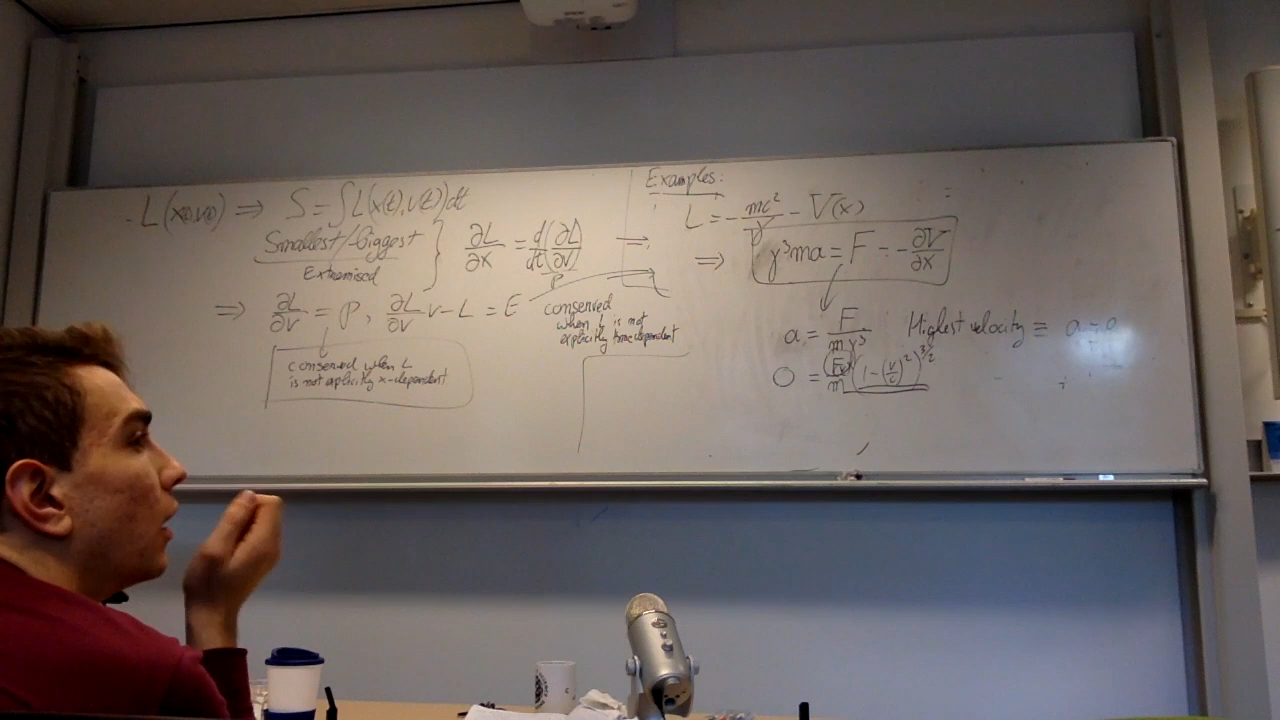 L(x(t),v(t)) ⇒ S = ∫L(x(t),v(t))dt
Smallest/biggest
Extremised
} ∂L/∂x = d/dt(∂L/∂v) ⇒
p
⇒ ∂L/∂v = p, ∂L/∂v v - L = E
conserved
when L is not
explicitly time dependent
conserved when L
is not explicitly x-dependent
Examples:
L = - mc²/γ - V(x)
⇒ γ³ma = F = - ∂V/∂x
a = F/mγ³ Highest velocity ≡ a = 0
0 = F(x)/m (1-(v/c)²)^3/2